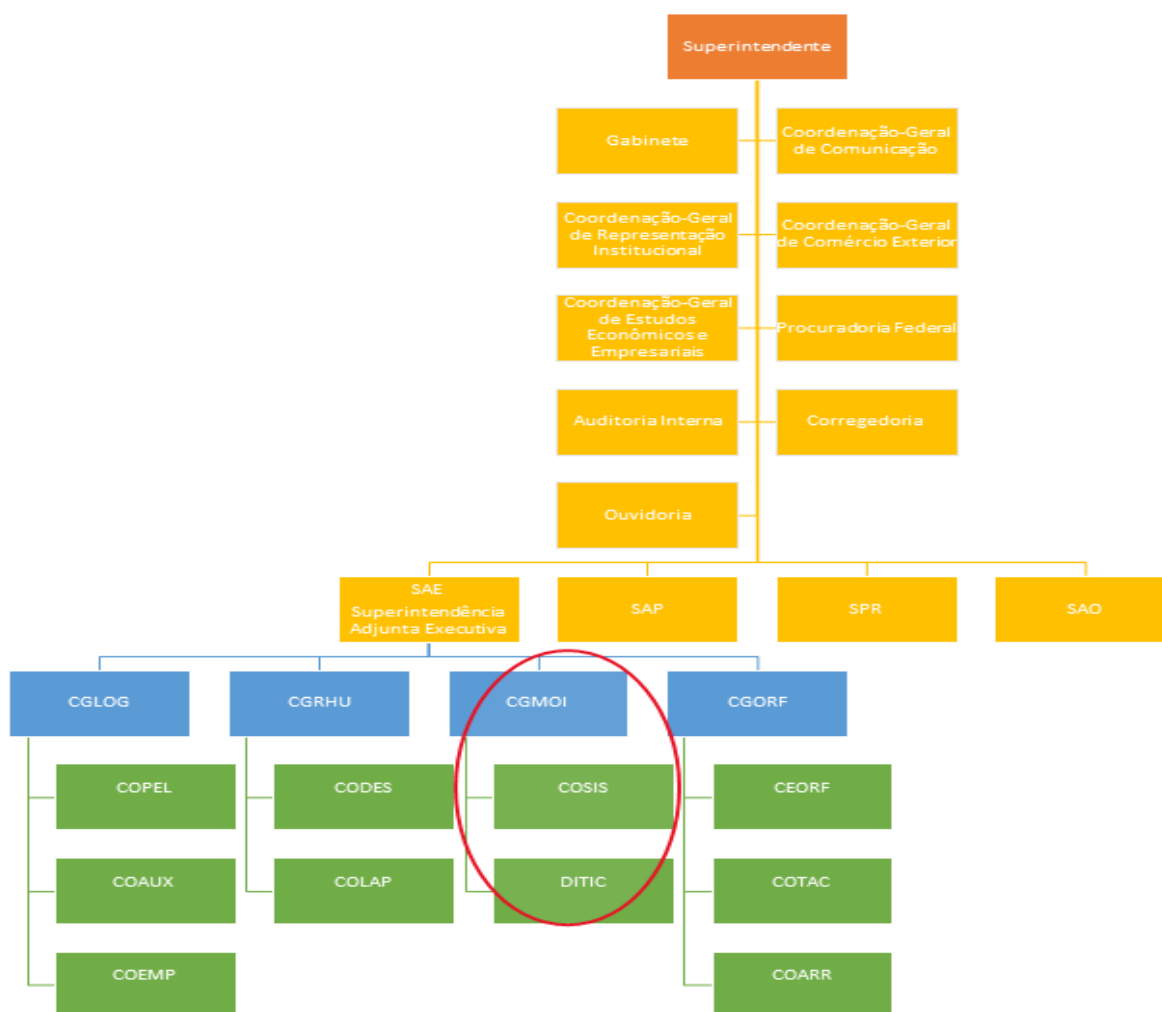 Superintendente
Gabinete
Coordenação-Geral
de Comunicação
Coordenação-Geral
de Representação
Institucional
Coordenação-Geral
de Comércio Exterior
Coordenação-Geral
de Estudos
Econômicos e
Empresariais
Procuradoria Federal
Auditoria Interna
Corregedoria
Ouvidoria
SAE
Superintendência
Adjunta Executiva
SAP
SPR
SAO
CGLOG
CGRHU
CGMOI
CGORF
COPEL
CODES
COSIS
CEORF
COAUX
COLAP
DITIC
COTAC
COEMP
COARR